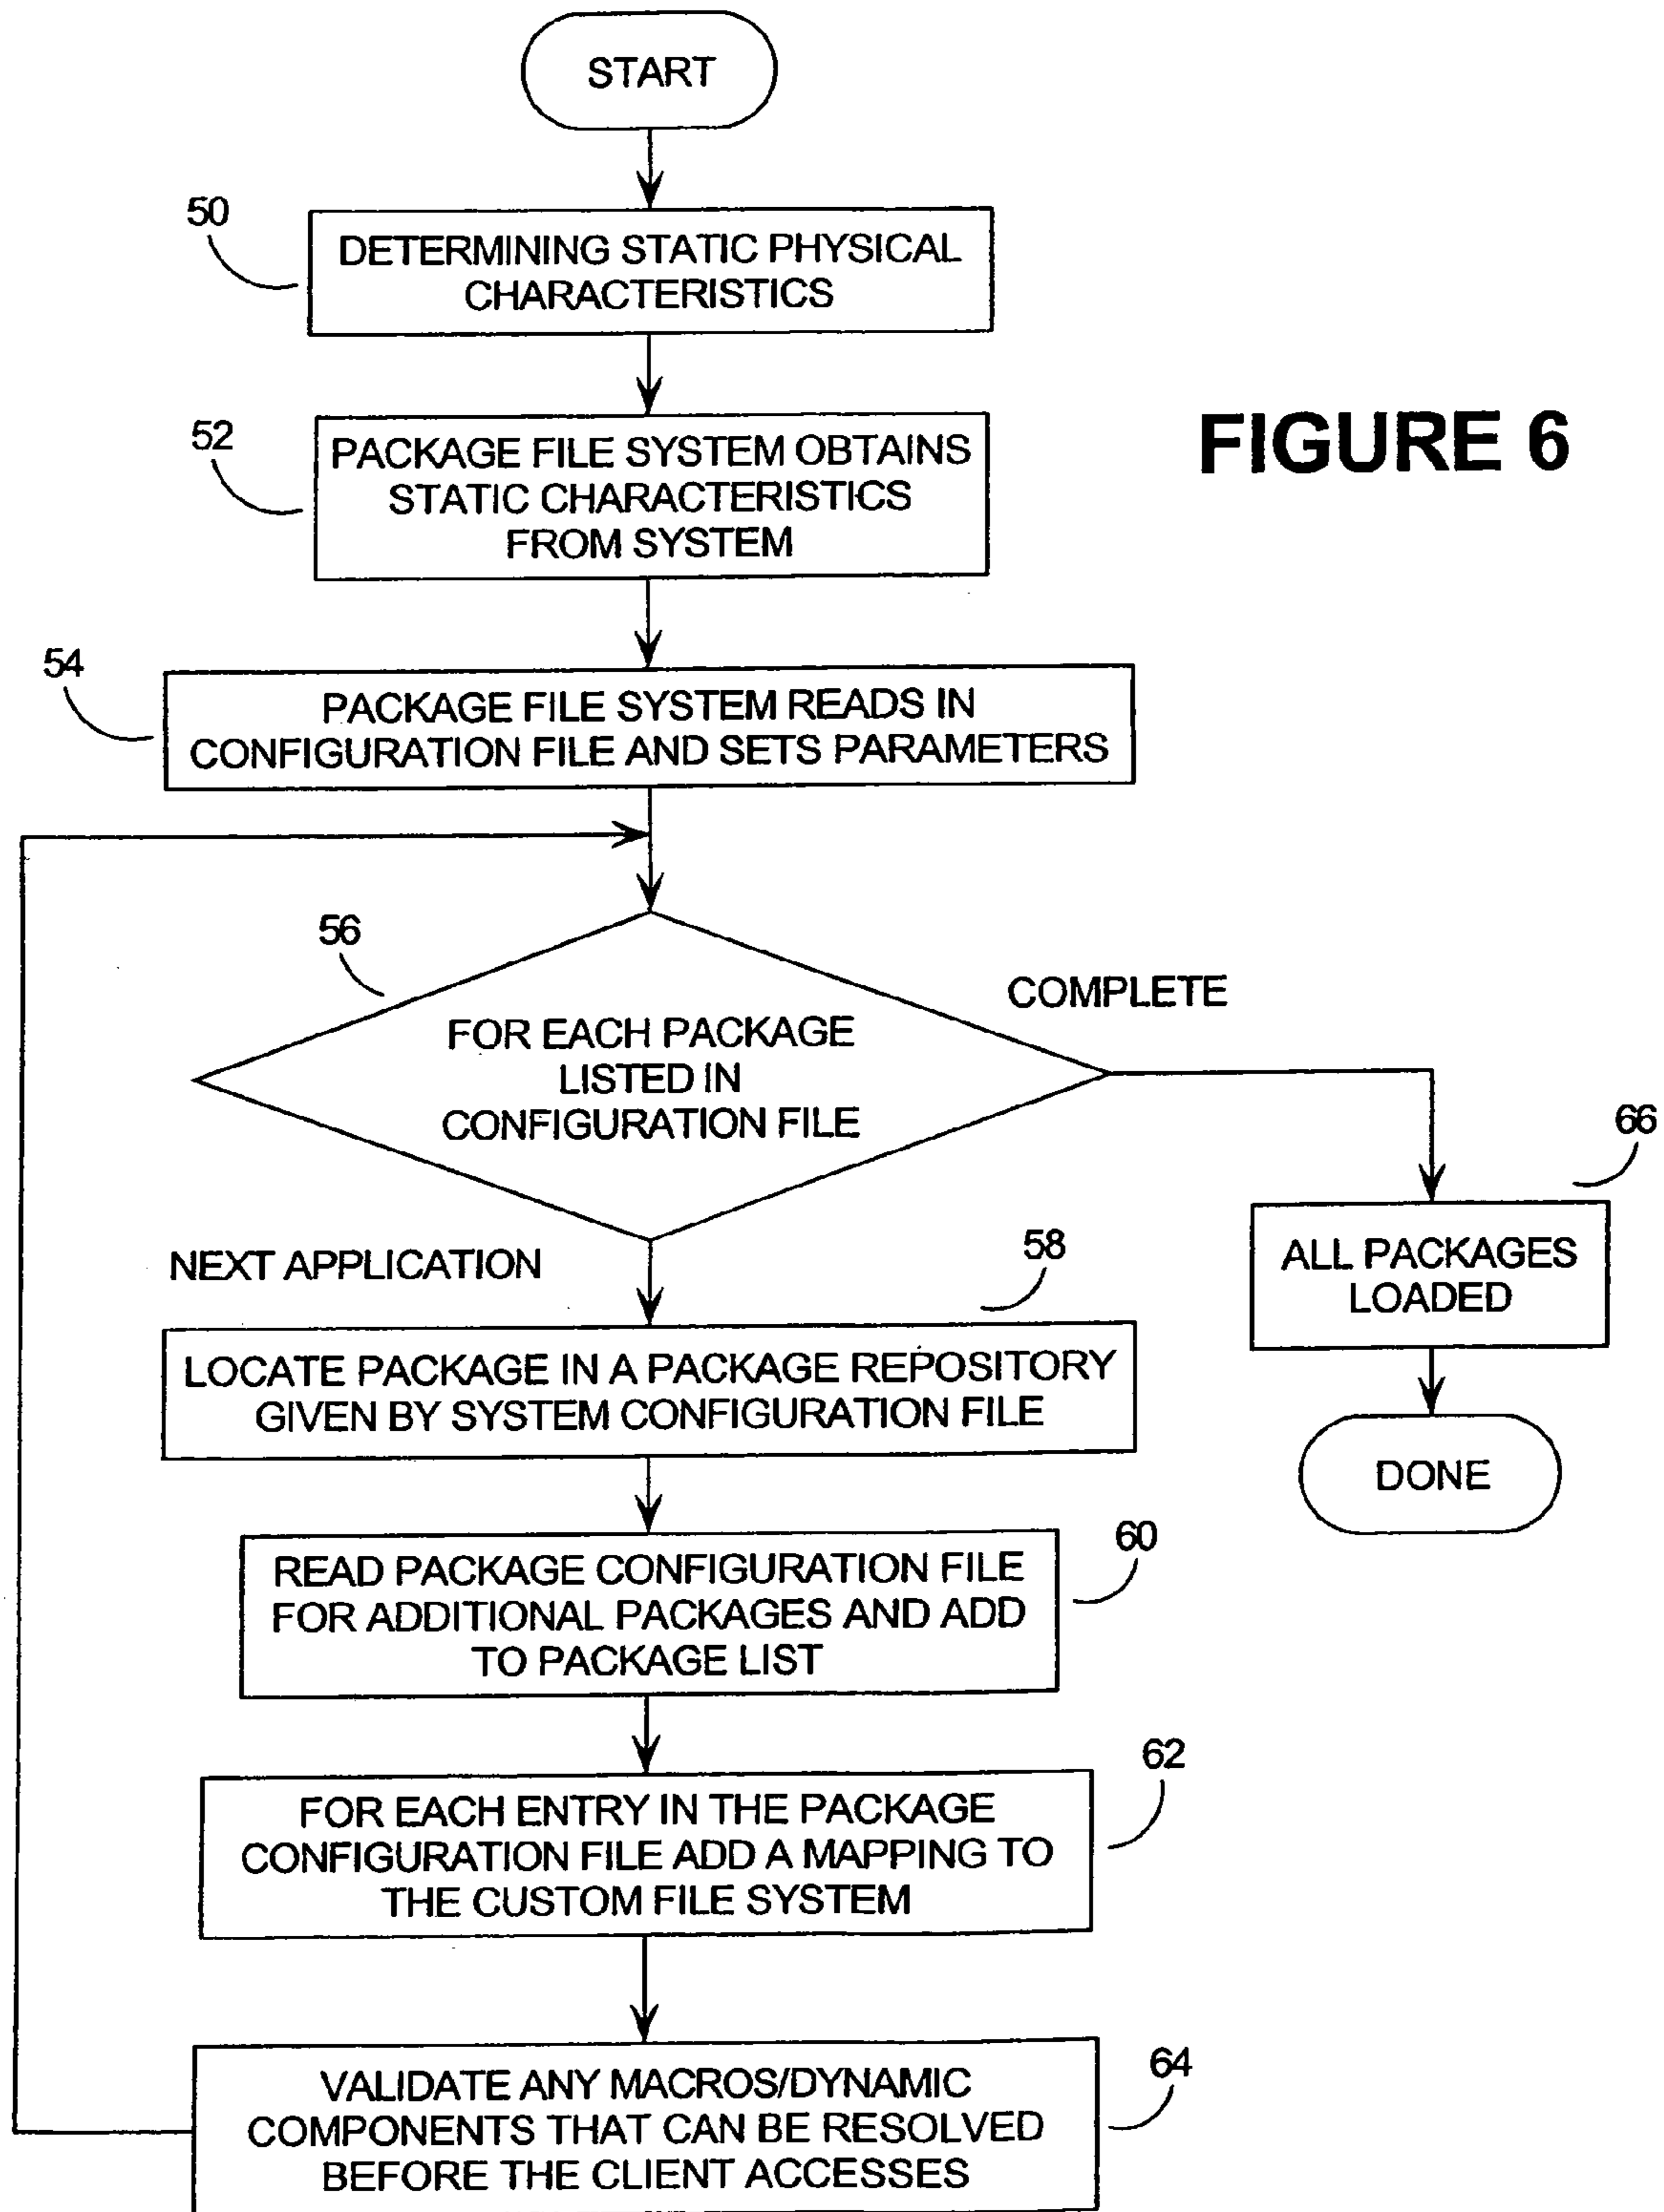 START
50
DETERMINING STATIC PHYSICAL
CHARACTERISTICS
52
PACKAGE FILE SYSTEM OBTAINS
STATIC CHARACTERISTICS
FROM SYSTEM
FIGURE 6
54
PACKAGE FILE SYSTEM READS IN
CONFIGURATION FILE AND SETS PARAMETERS
56
FOR EACH PACKAGE
LISTED IN
CONFIGURATION FILE
COMPLETE
66
ALL PACKAGES
LOADED
DONE
NEXT APPLICATION
58
LOCATE PACKAGE IN A PACKAGE REPOSITORY
GIVEN BY SYSTEM CONFIGURATION FILE
60
READ PACKAGE CONFIGURATION FILE
FOR ADDITIONAL PACKAGES AND ADD
TO PACKAGE LIST
62
FOR EACH ENTRY IN THE PACKAGE
CONFIGURATION FILE ADD A MAPPING TO
THE CUSTOM FILE SYSTEM
64
VALIDATE ANY MACROS/DYNAMIC
COMPONENTS THAT CAN BE RESOLVED
BEFORE THE CLIENT ACCESSES